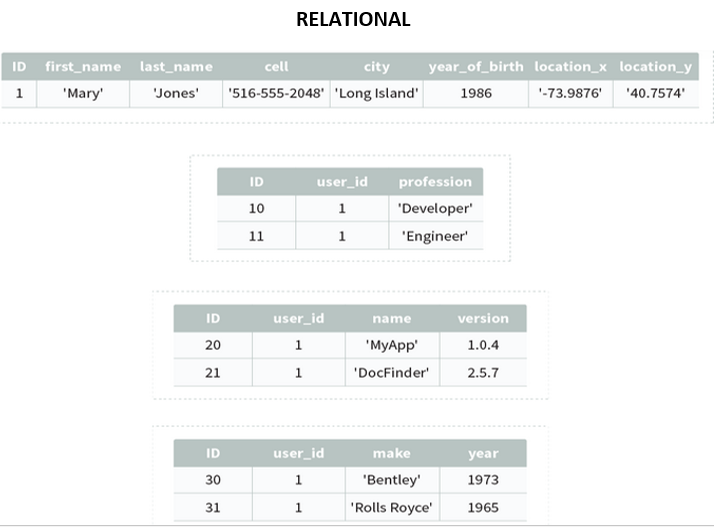 RELATIONAL
ID first_name last_name cell city year_of_birth location_x location_y
1 'Mary' 'Jones' '516-555-2048' 'Long Island' 1986 '-73.9876' '40.7574'
ID user_id profession
10 1 'Developer'
11 1 'Engineer'
ID user_id name version
20 1 'MyApp' 1.0.4
21 1 'DocFinder' 2.5.7
ID user_id make year
30 1 'Bentley' 1973
31 1 'Rolls Royce' 1965